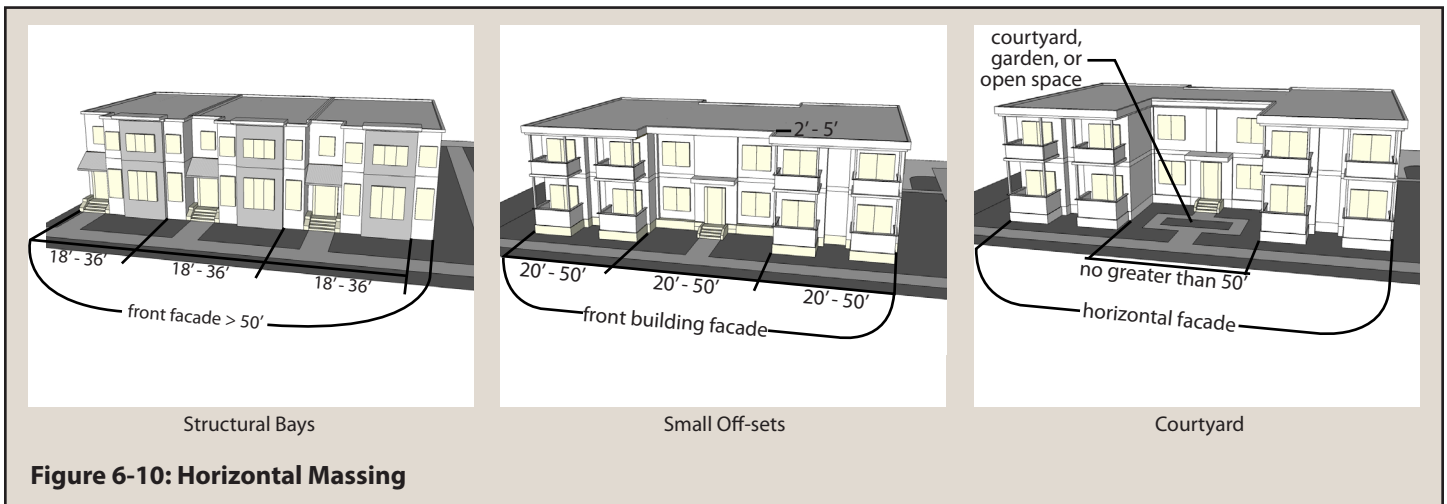 18’ - 36’
18’ - 36’
18’ - 36’
front facade > 50’
Structural Bays
2’ - 5’
20’ - 50’
20’ - 50’
20’ - 50’
front building facade
Small Off-sets
courtyard,
garden, or
open space
no greater than 50’
horizontal facade
Courtyard
Figure 6-10: Horizontal Massing